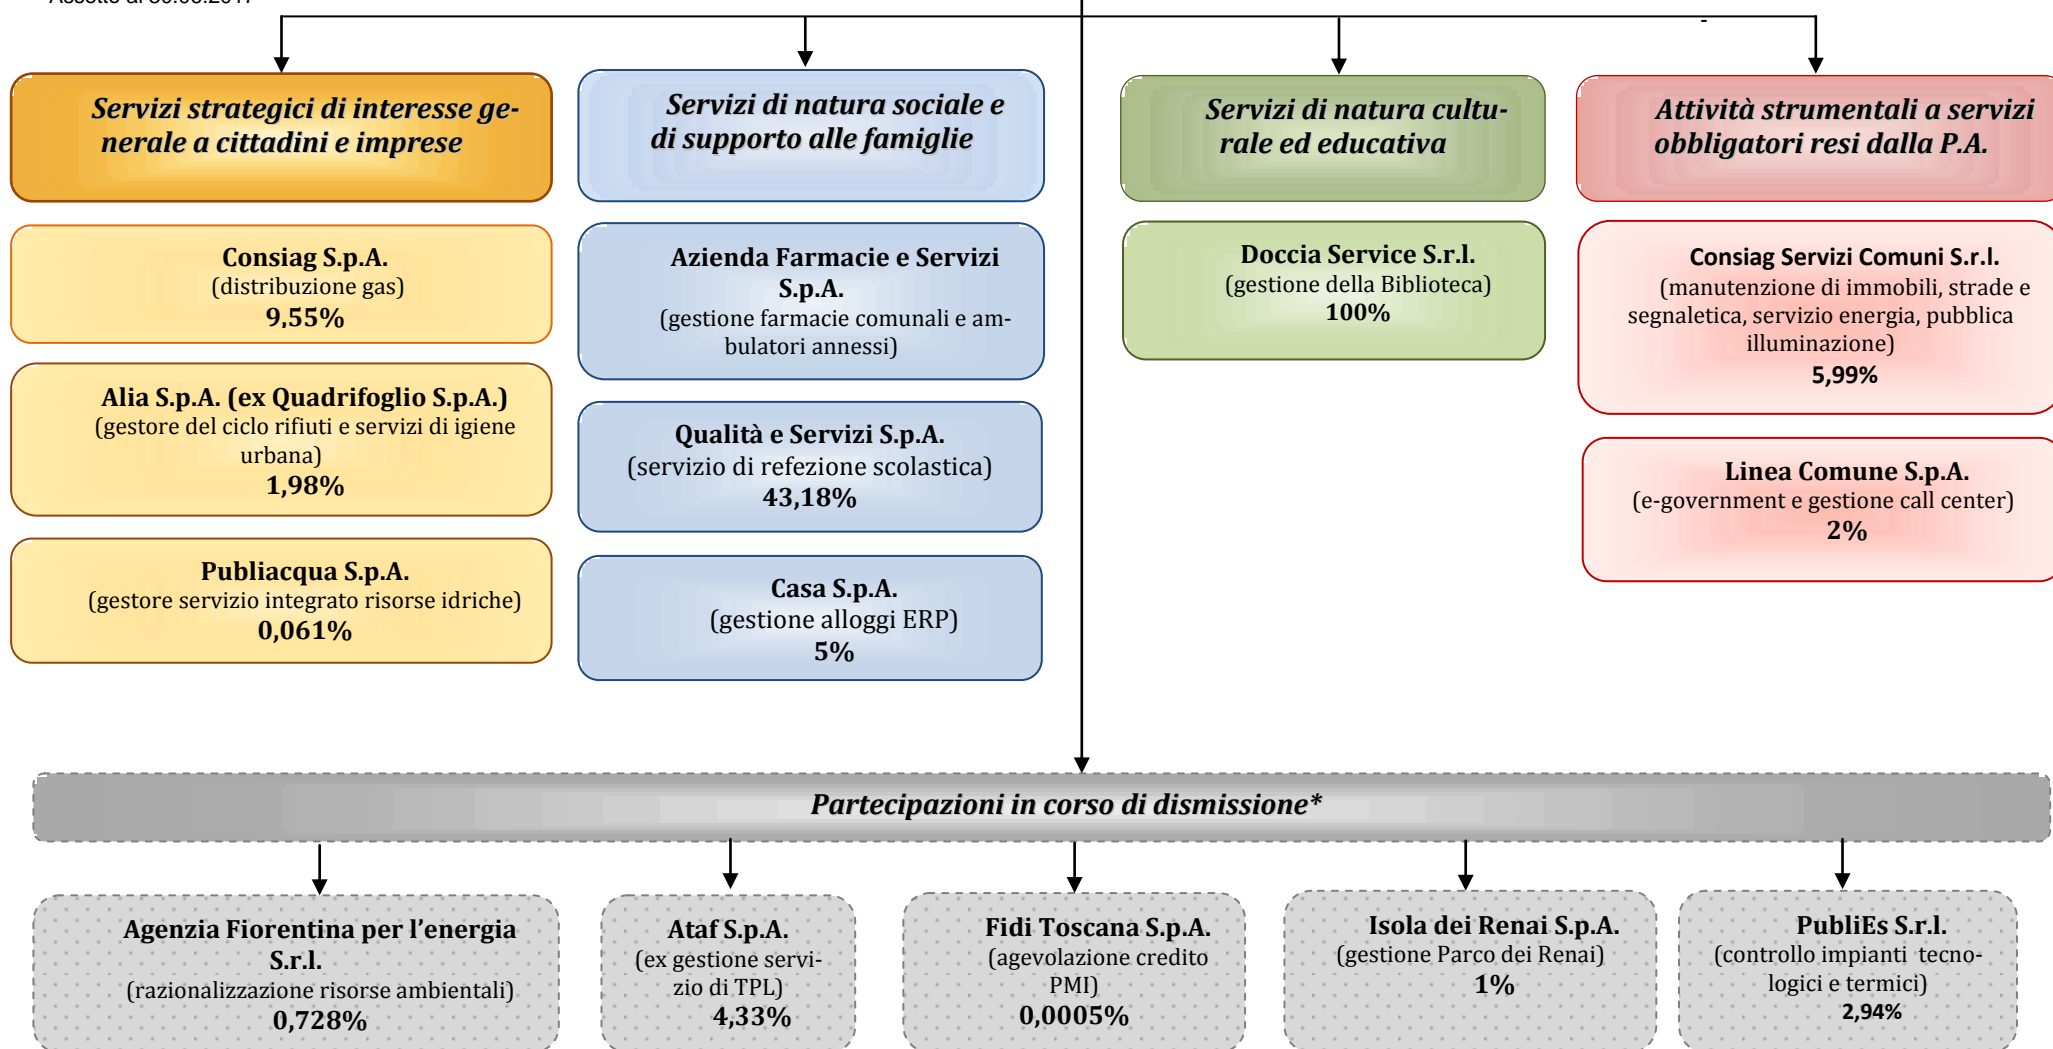 Servizi strategici di interesse ge-
nerale a cittadini e imprese
Consiag S.p.A.
(distribuzione gas)
9,55%
Alia S.p.A. (ex Quadrifoglio S.p.A.)
(gestore del ciclo rifiuti e servizi di igiene
urbana)
1,98%
Publiacqua S.p.A.
(gestore servizio integrato risorse idriche)
0,061%
Servizi di natura sociale e
di supporto alle famiglie
Azienda Farmacie e Servizi
S.p.A.
(gestione farmacie comunali e am-
bulatori annessi)
Qualità e Servizi S.p.A.
(servizio di refezione scolastica)
43,18%
Casa S.p.A.
(gestione alloggi ERP)
5%
Servizi di natura cultu-
rale ed educativa
Doccia Service S.r.l.
(gestione della Biblioteca)
100%
Attività strumentali a servizi
obbligatori resi dalla P.A.
Consiag Servizi Comuni S.r.l.
(manutenzione di immobili, strade e
segnaletica, servizio energia, pubblica
illuminazione)
5,99%
Linea Comune S.p.A.
(e-government e gestione call center)
2%
Partecipazioni in corso di dismissione*
Agenzia Fiorentina per l'energia
S.r.l.
(razionalizzazione risorse ambientali)
0,728%
Ataf S.p.A.
(ex gestione servi-
zio di TPL)
4,33%
Fidi Toscana S.p.A.
(agevolazione credito
PMI)
0,0005%
Isola dei Renai S.p.A.
(gestione Parco dei Renai)
1%
PubliEs S.r.l.
(controllo impianti tecno-
logici e termici)
2,94%